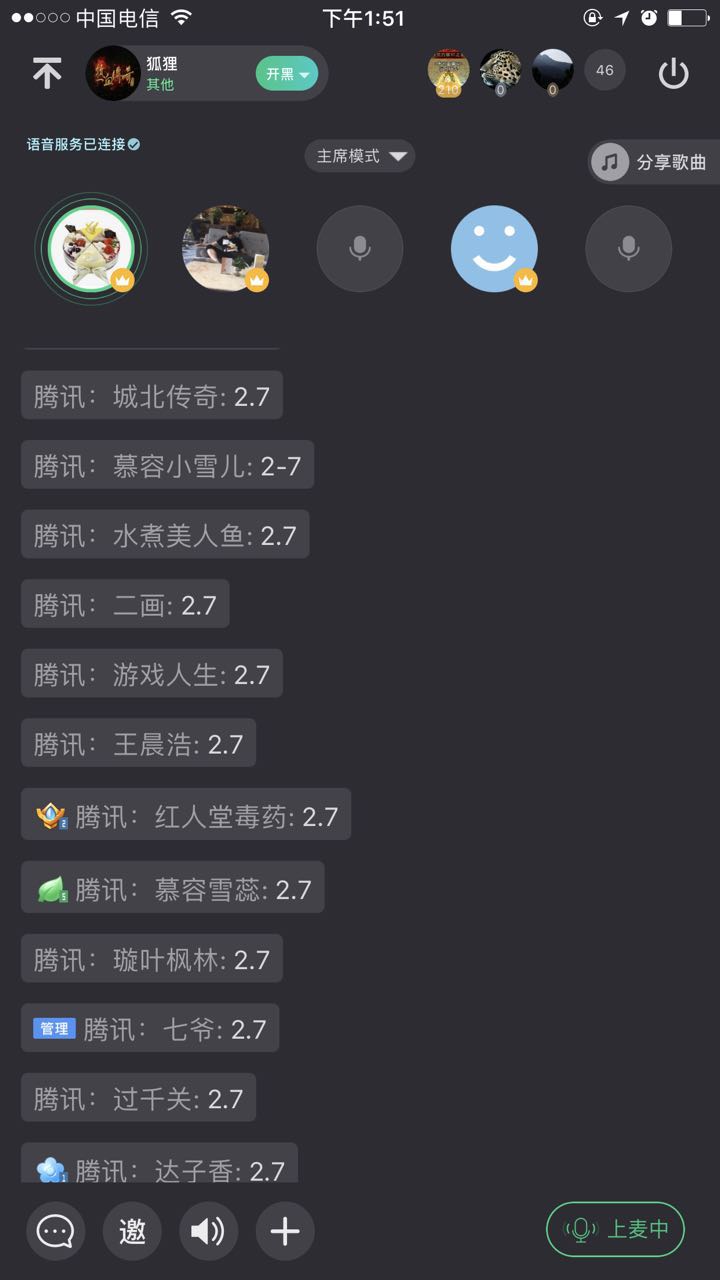 中国电信 下午1:51
狐狸
其他
开黑
210 0 0 46
语音服务已连接
主席模式
分享歌曲
腾讯：城北传奇: 2.7
腾讯：慕容小雪儿: 2-7
腾讯：水煮美人鱼: 2.7
腾讯：二画: 2.7
腾讯：游戏人生: 2.7
腾讯：王晨浩: 2.7
2 腾讯：红人堂毒药: 2.7
5 腾讯：慕容雪蕊: 2.7
腾讯：璇叶枫林: 2.7
管理 腾讯：七爷: 2.7
腾讯：过千关: 2.7
1 腾讯：达子香: 2.7
邀
上麦中